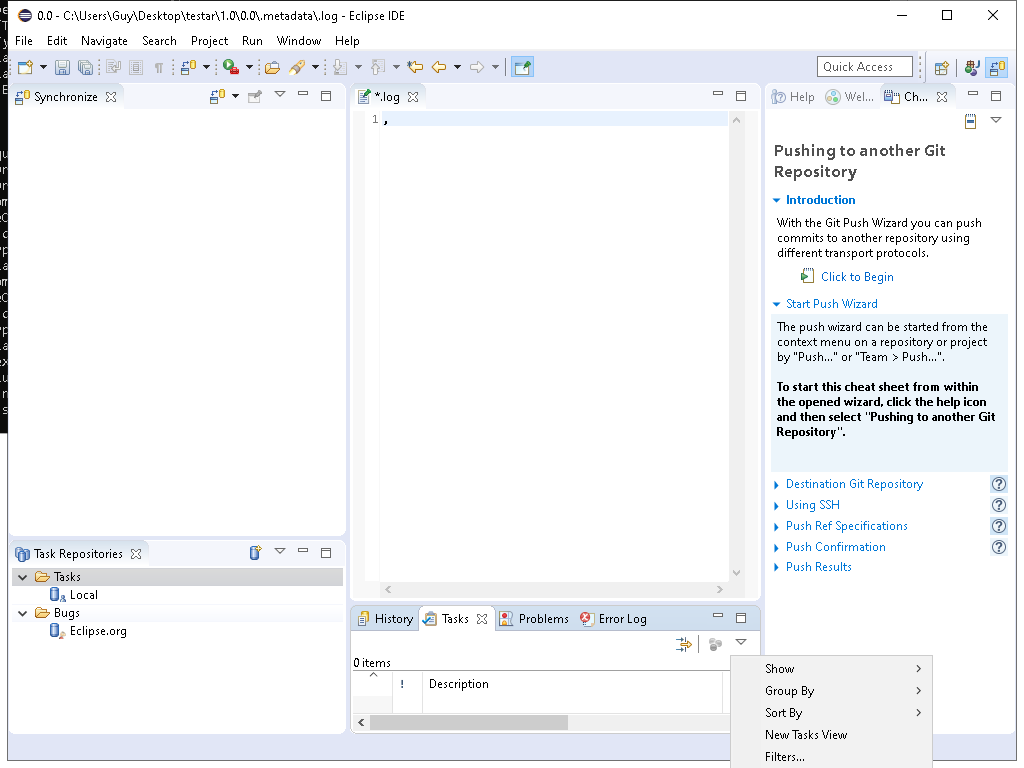 0.0 - C:\Users\Guy\Desktop\testar\1.0\0.0\.metadata\.log - Eclipse IDE
File Edit Navigate Search Project Run Window Help
Quick Access
Synchronize
*.log
Help Wel... Ch...
1 ,
Pushing to another Git
Repository
Introduction
With the Git Push Wizard you can push
commits to another repository using
different transport protocols.
Click to Begin
Start Push Wizard
The push wizard can be started from the
context menu on a repository or project
by "Push..." or "Team > Push...".
To start this cheat sheet from within
the opened wizard, click the help icon
and then select "Pushing to another Git
Repository".
Destination Git Repository
Using SSH
Push Ref Specifications
Push Confirmation
Push Results
Task Repositories
Tasks
Local
Bugs
Eclipse.org
History Tasks Problems Error Log
0 items
! Description
Show
Group By
Sort By
New Tasks View
Filters...